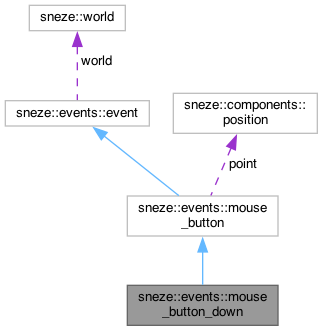 sneze::world
world
sneze::events::event
sneze::components::
position
point
sneze::events::mouse
_button
sneze::events::mouse
_button_down